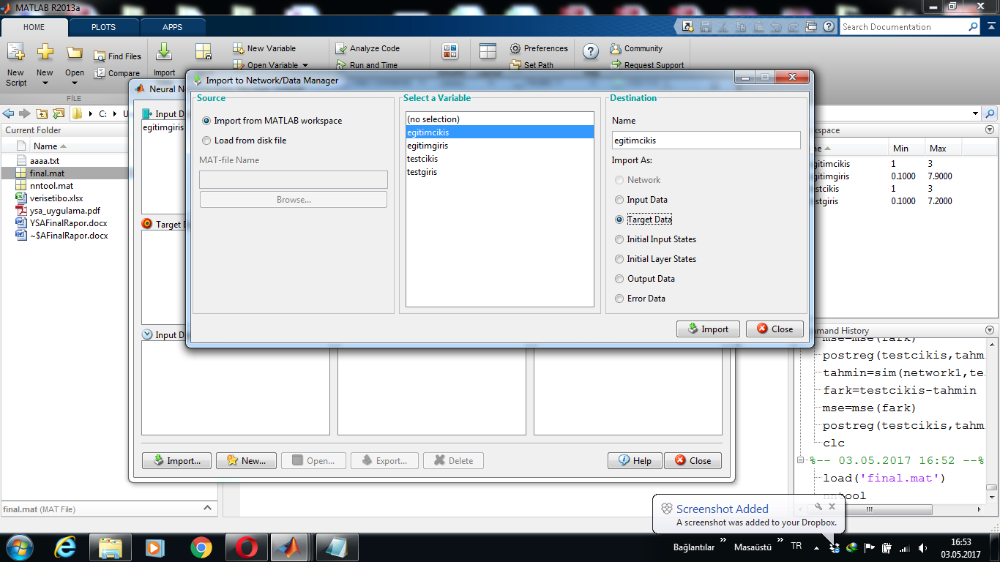 MATLAB R2013a
HOME
PLOTS
APPS
Search Documentation
New Script
New
Open
Find Files
Compare
Import
New Variable
Open Variable
Analyze Code
Run and Time
Preferences
Set Path
Community
Request Support
FILE
C:
Current Folder
Name
aaaa.txt
final.mat
nntool.mat
verisetibo.xlsx
ysa_uygulama.pdf
YSAFinalRapor.docx
~$AFinalRapor.docx
final.mat (MAT File)
Neural Ne
Input D
egitimgiris
Target D
Input D
Import...
New...
Open...
Export...
Delete
Help
Close
Import to Network/Data Manager
Source
Import from MATLAB workspace
Load from disk file
MAT-file Name
Browse...
Select a Variable
(no selection)
egitimcikis
egitimgiris
testcikis
testgiris
Destination
Name
egitimcikis
Import As:
Network
Input Data
Target Data
Initial Input States
Initial Layer States
Output Data
Error Data
Import
Close
kspace
Min Max
gitimcikis 1 3
gitimgiris 0.1000 7.9000
stcikis 1 3
stgiris 0.1000 7.2000
mmand History
mse=mse(fark)
postreg(testcikis,tahm
tahmin=sim(network1,te
fark=testcikis-tahmin
mse=mse(fark)
postreg(testcikis,tahm
clc
%-- 03.05.2017 16:52 --%
load('final.mat')
nntool
Screenshot Added
A screenshot was added to your Dropbox.
Bağlantılar
Masaüstü
TR
16:53
03.05.2017